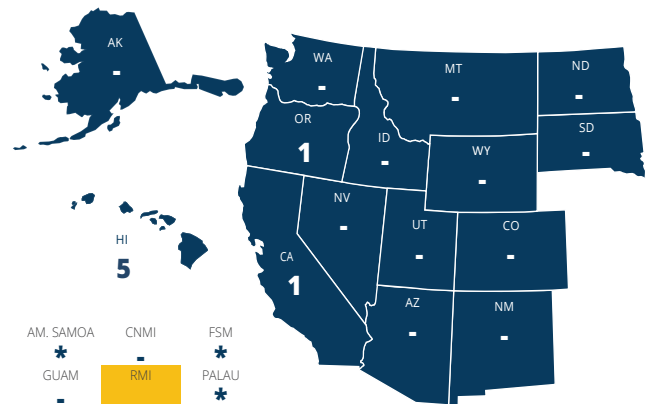 AK
-
WA
-
MT
-
ND
-
OR
1
ID
-
WY
-
SD
-
HI
5
NV
-
UT
-
CO
-
CA
1
AZ
-
NM
-
AM. SAMOA
*
CNMI
-
FSM
*
GUAM
-
RMI
PALAU
*